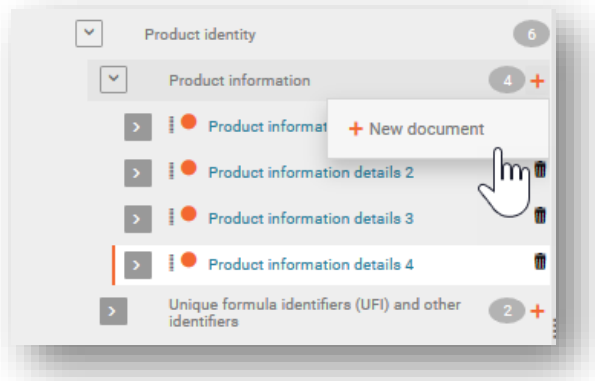 Product identity 6
Product information 4 +
Product informat
+ New document
Product information details 2
Product information details 3
Product information details 4
Unique formula identifiers (UFI) and other 2 +
identifiers